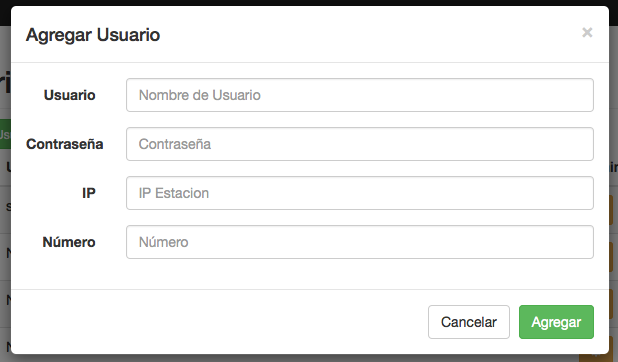 Agregar Usuario ×
Usuario Nombre de Usuario
Contraseña Contraseña
IP IP Estacion
Número Número
Cancelar Agregar